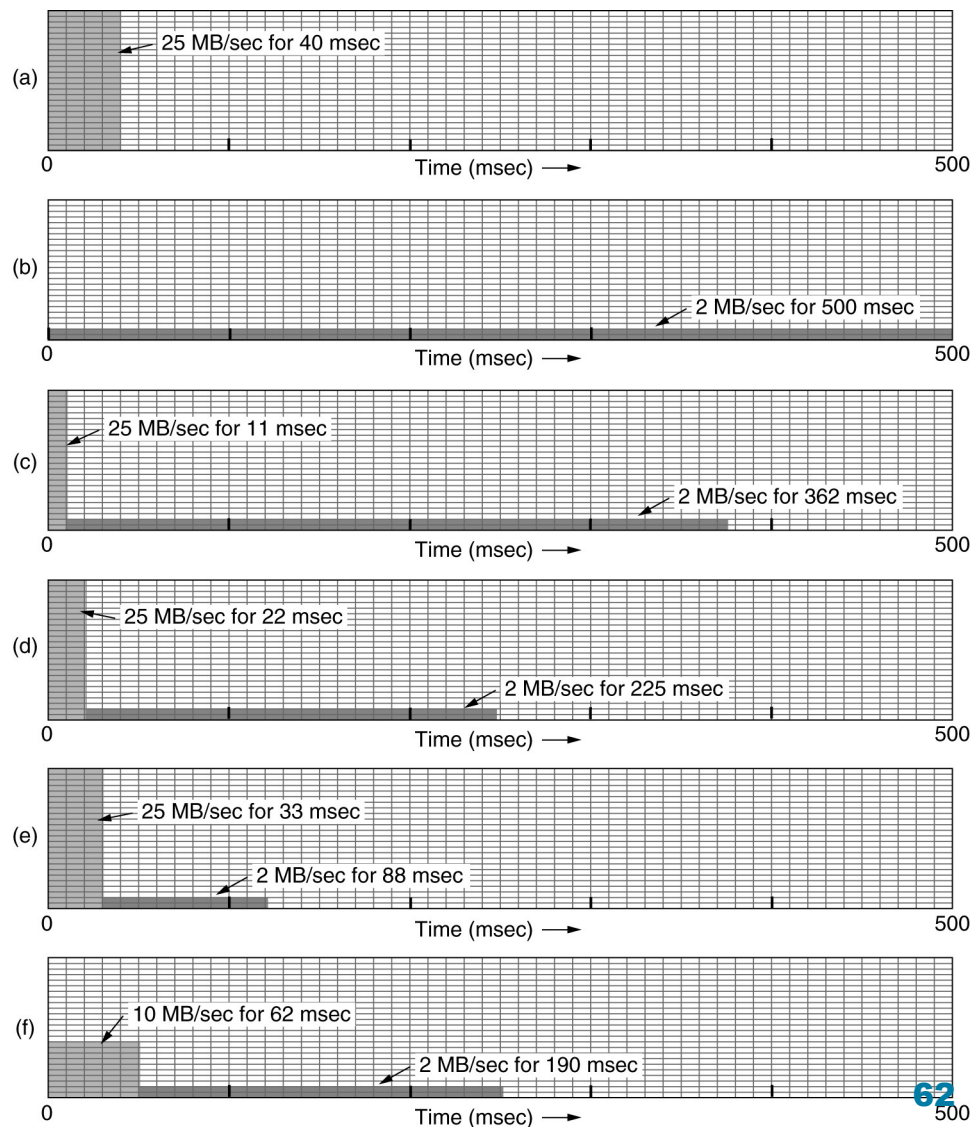 25 MB/sec for 40 msec
(a)
0
Time (msec)
500
(b)
2 MB/sec for 500 msec
0
Time (msec)
500
25 MB/sec for 11 msec
(c)
2 MB/sec for 362 msec
0
Time (msec)
500
25 MB/sec for 22 msec
(d)
2 MB/sec for 225 msec
0
Time (msec)
500
25 MB/sec for 33 msec
(e)
2 MB/sec for 88 msec
0
Time (msec)
500
10 MB/sec for 62 msec
(f)
2 MB/sec for 190 msec
62
0
Time (msec)
500